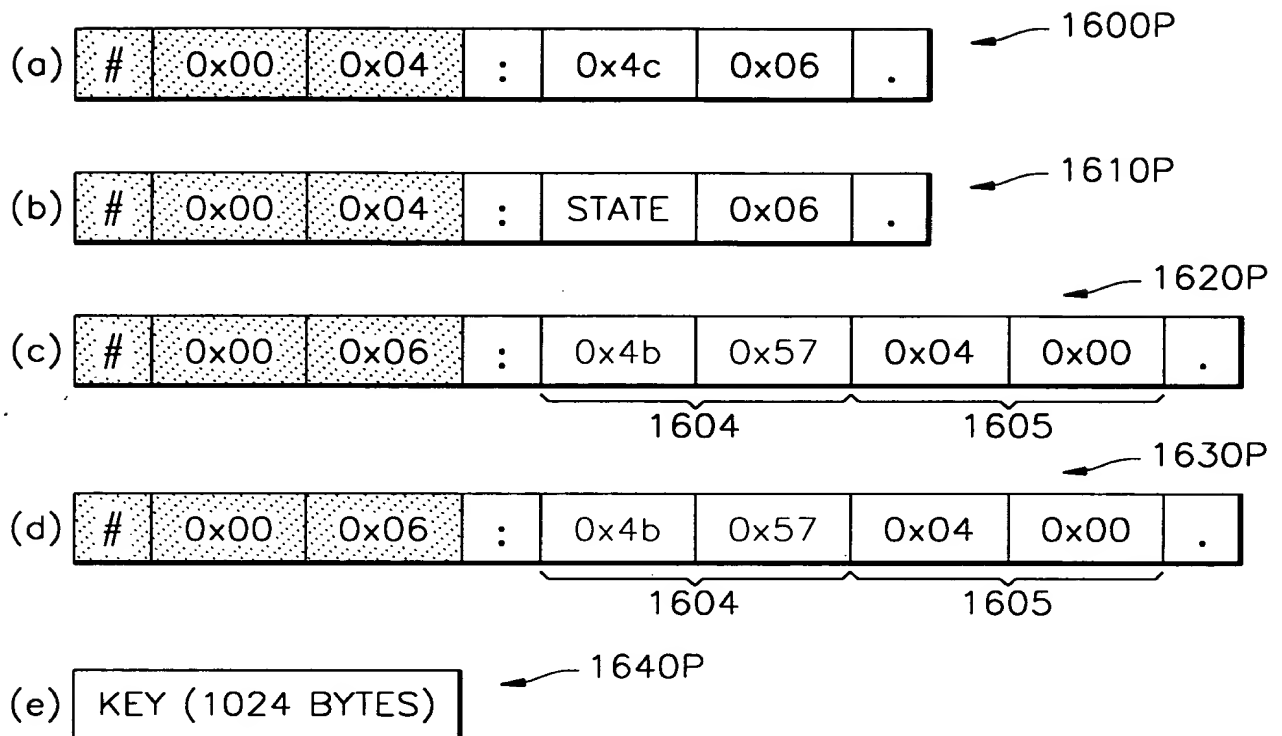 1600P
(a) # 0x00 0x04 : 0x4c 0x06 .
1610P
(b) # 0x00 0x04 : STATE 0x06 .
1620P
(c) # 0x00 0x06 : 0x4b 0x57 0x04 0x00 .
1604 1605
1630P
(d) # 0x00 0x06 : 0x4b 0x57 0x04 0x00 .
1604 1605
1640P
(e) KEY (1024 BYTES)